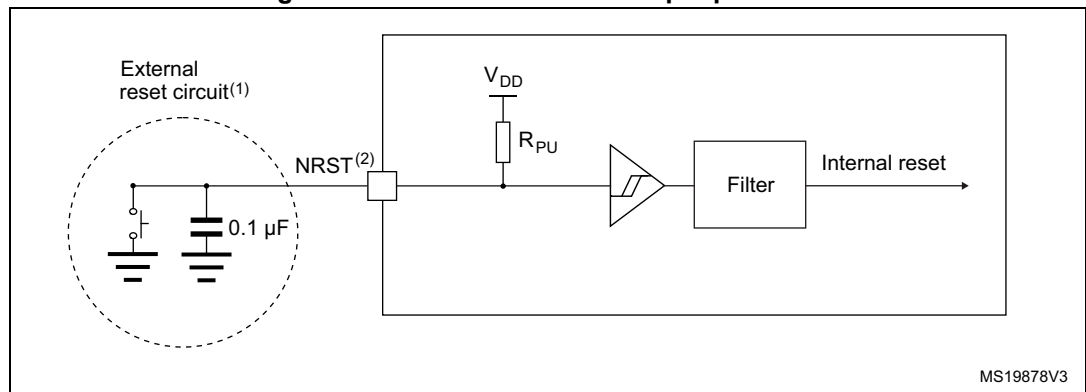 External
reset circuit(1)
VDD
RPU
NRST(2)
Filter
Internal reset
0.1 µF
MS19878V3